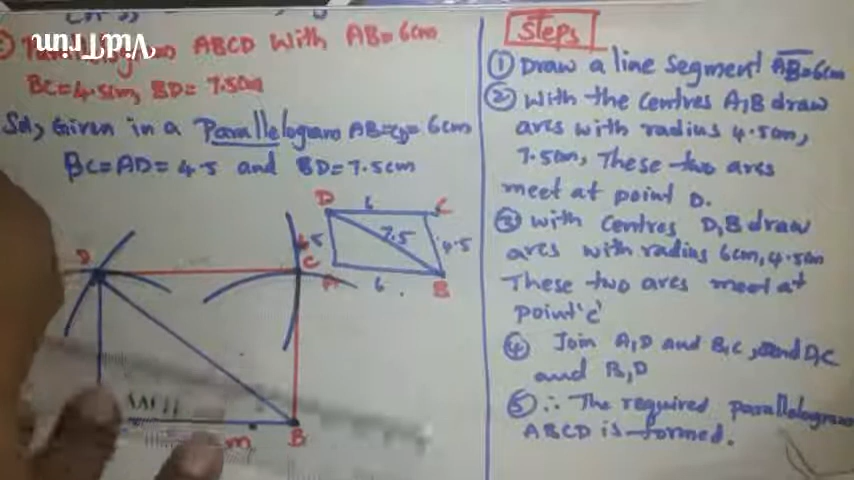 VidTrim
Parallelogram ABCD with AB=6cm
BC=4.5cm, BD= 7.5cm
Sol, Given in a Parallelogram AB=CD=6cm
BC=AD=4.5 and BD=7.5cm
D 6 C
4.5 7.5 4.5
A 6 B
D C
B
Steps
① Draw a line segment AB=6cm
② With the centres A,B draw
arcs with radius 4.5cm,
7.5cm, These two arcs
meet at point D.
③ With centres D,B draw
arcs with radius 6cm, 4.5cm
These two arcs meet at
point 'c'
④ Join A,D and B,C, and D,C
and B,D
⑤ ∴ The required parallelogram
ABCD is formed.